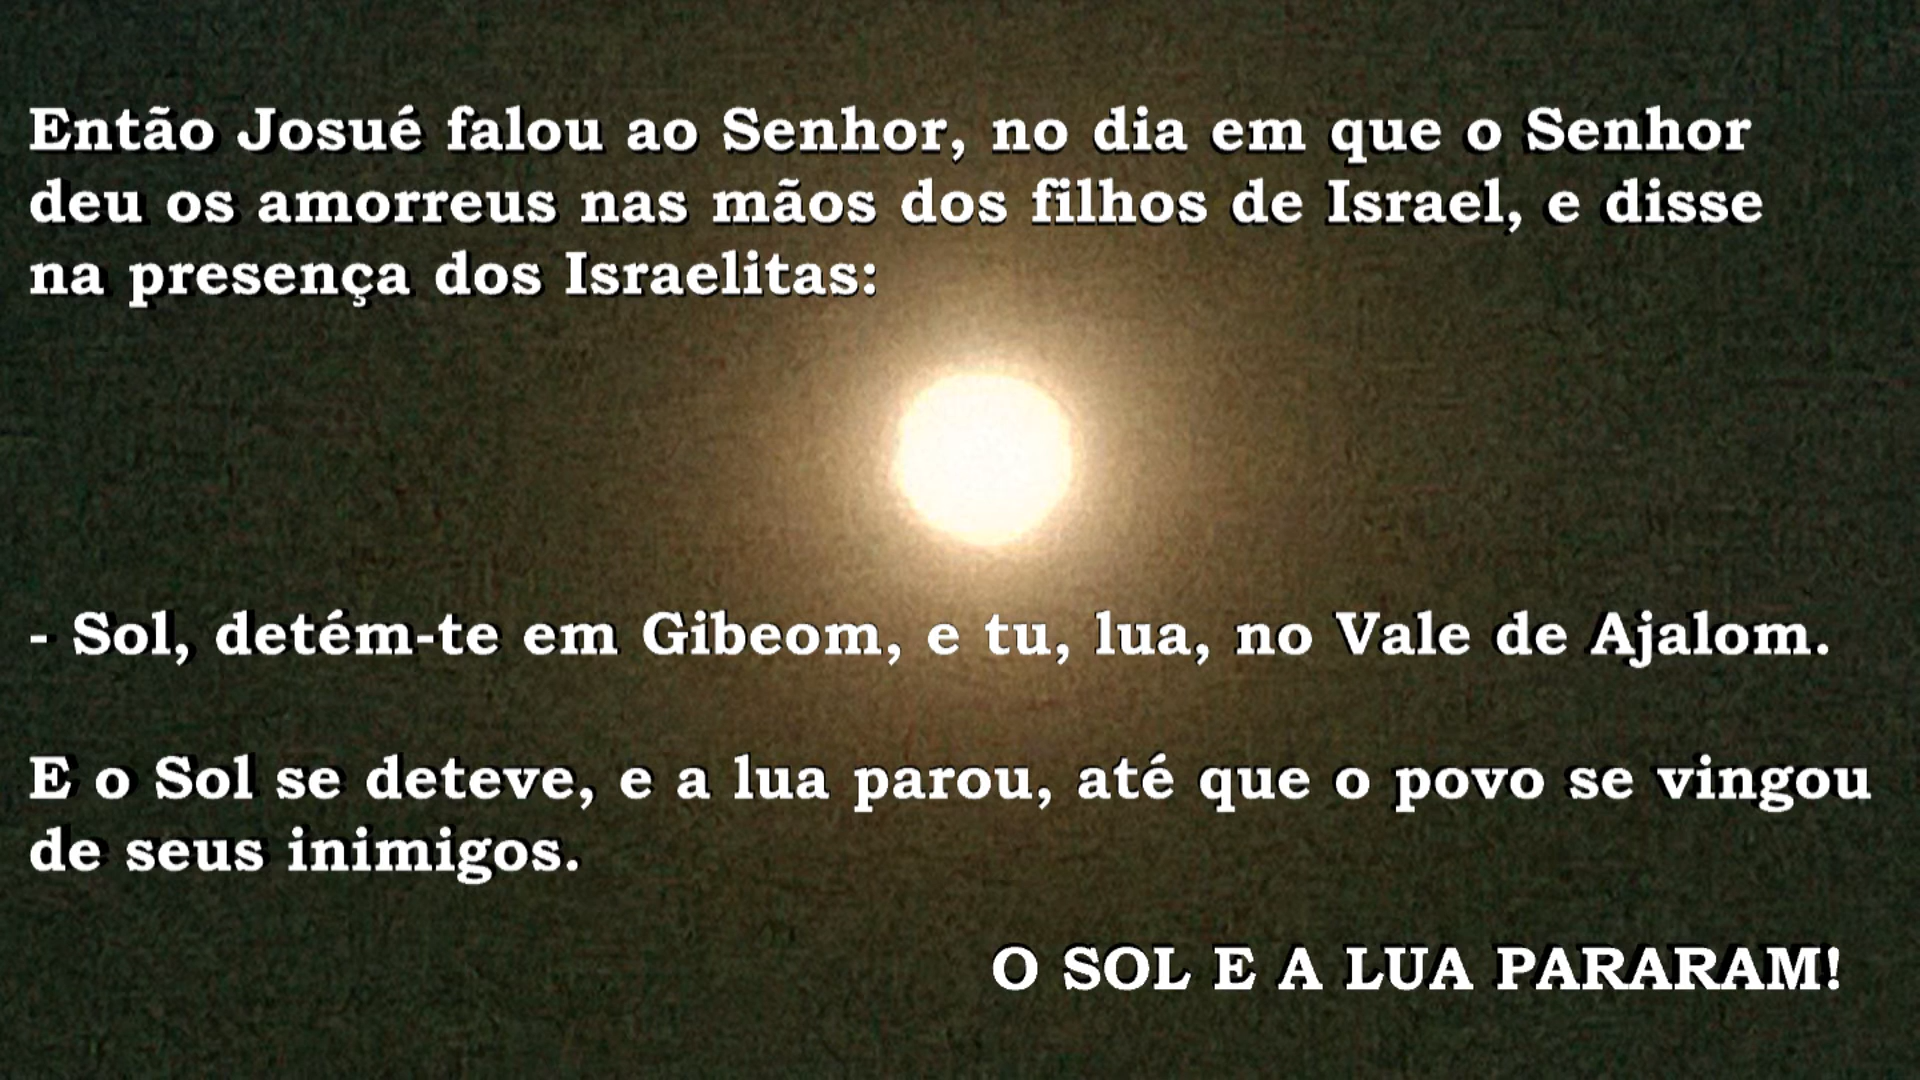 Então Josué falou ao Senhor, no dia em que o Senhor
deu os amorreus nas mãos dos filhos de Israel, e disse
na presença dos Israelitas:
- Sol, detém-te em Gibeom, e tu, lua, no Vale de Ajalom.
E o Sol se deteve, e a lua parou, até que o povo se vingou
de seus inimigos.
O SOL E A LUA PARARAM!